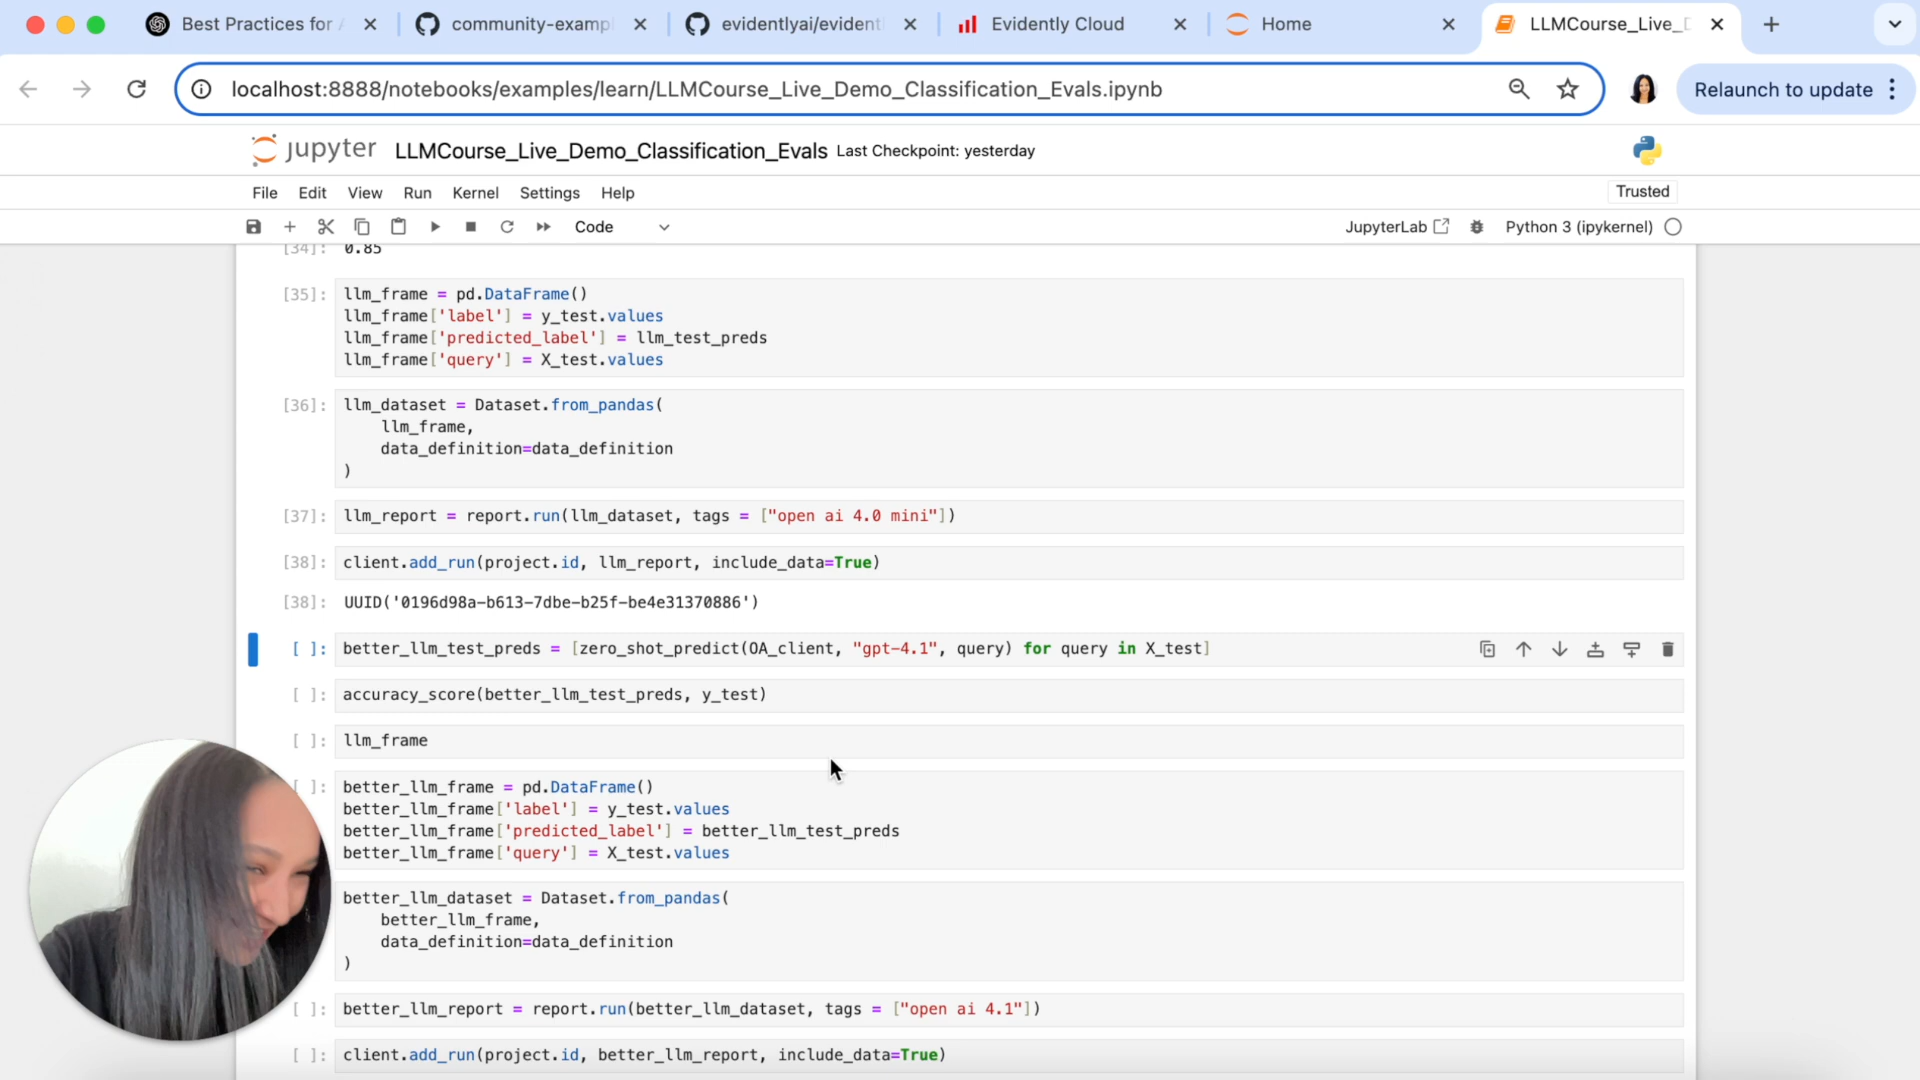 Best Practices for
community-exampl
evidentlyai/evidentl
Evidently Cloud
Home
LLMCourse_Live_D
localhost:8888/notebooks/examples/learn/LLMCourse_Live_Demo_Classification_Evals.ipynb
Relaunch to update
jupyter LLMCourse_Live_Demo_Classification_Evals Last Checkpoint: yesterday
File Edit View Run Kernel Settings Help
Trusted
Code
JupyterLab
Python 3 (ipykernel)
[34]: 0.85
[35]: llm_frame = pd.DataFrame()
llm_frame['label'] = y_test.values
llm_frame['predicted_label'] = llm_test_preds
llm_frame['query'] = X_test.values
[36]: llm_dataset = Dataset.from_pandas(
llm_frame,
data_definition=data_definition
)
[37]: llm_report = report.run(llm_dataset, tags = ["open ai 4.0 mini"])
[38]: client.add_run(project.id, llm_report, include_data=True)
[38]: UUID('0196d98a-b613-7dbe-b25f-be4e31370886')
[ ]: better_llm_test_preds = [zero_shot_predict(OA_client, "gpt-4.1", query) for query in X_test]
[ ]: accuracy_score(better_llm_test_preds, y_test)
[ ]: llm_frame
[ ]: better_llm_frame = pd.DataFrame()
better_llm_frame['label'] = y_test.values
better_llm_frame['predicted_label'] = better_llm_test_preds
better_llm_frame['query'] = X_test.values
better_llm_dataset = Dataset.from_pandas(
better_llm_frame,
data_definition=data_definition
)
[ ]: better_llm_report = report.run(better_llm_dataset, tags = ["open ai 4.1"])
[ ]: client.add_run(project.id, better_llm_report, include_data=True)